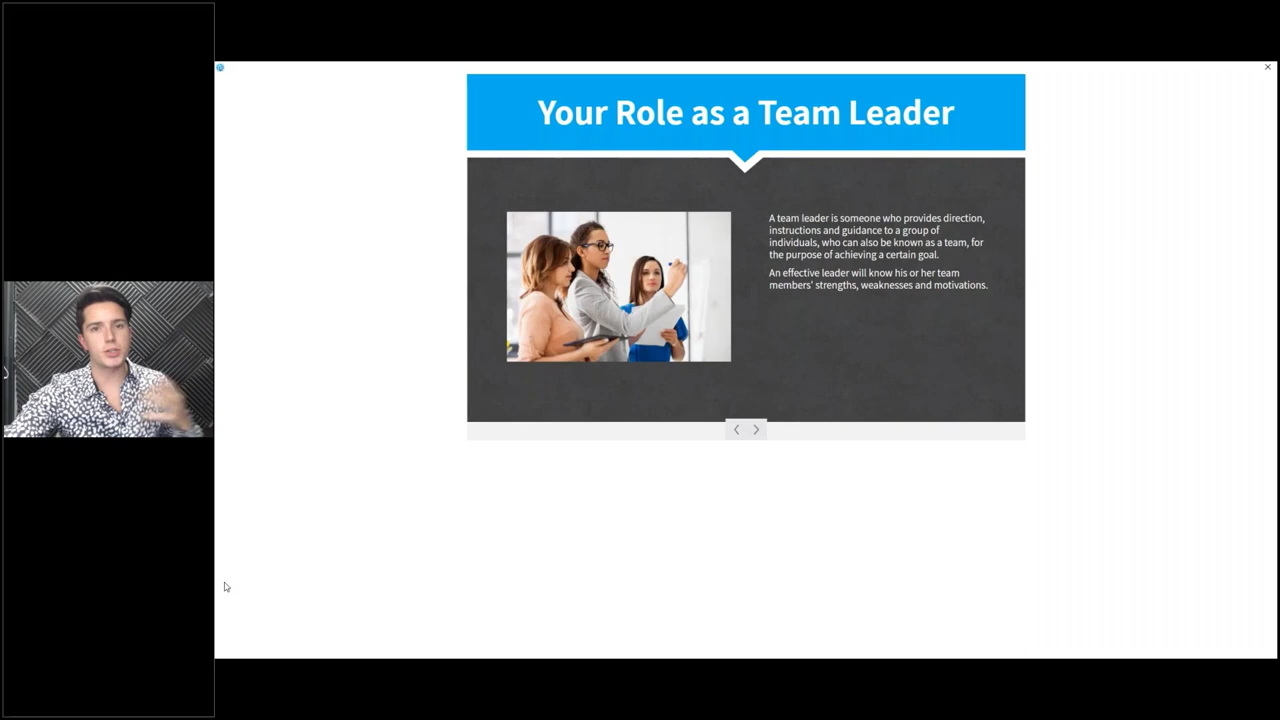 Your Role as a Team Leader
A team leader is someone who provides direction,
instructions and guidance to a group of
individuals, who can also be known as a team, for
the purpose of achieving a certain goal.
An effective leader will know his or her team
members' strengths, weaknesses and motivations.